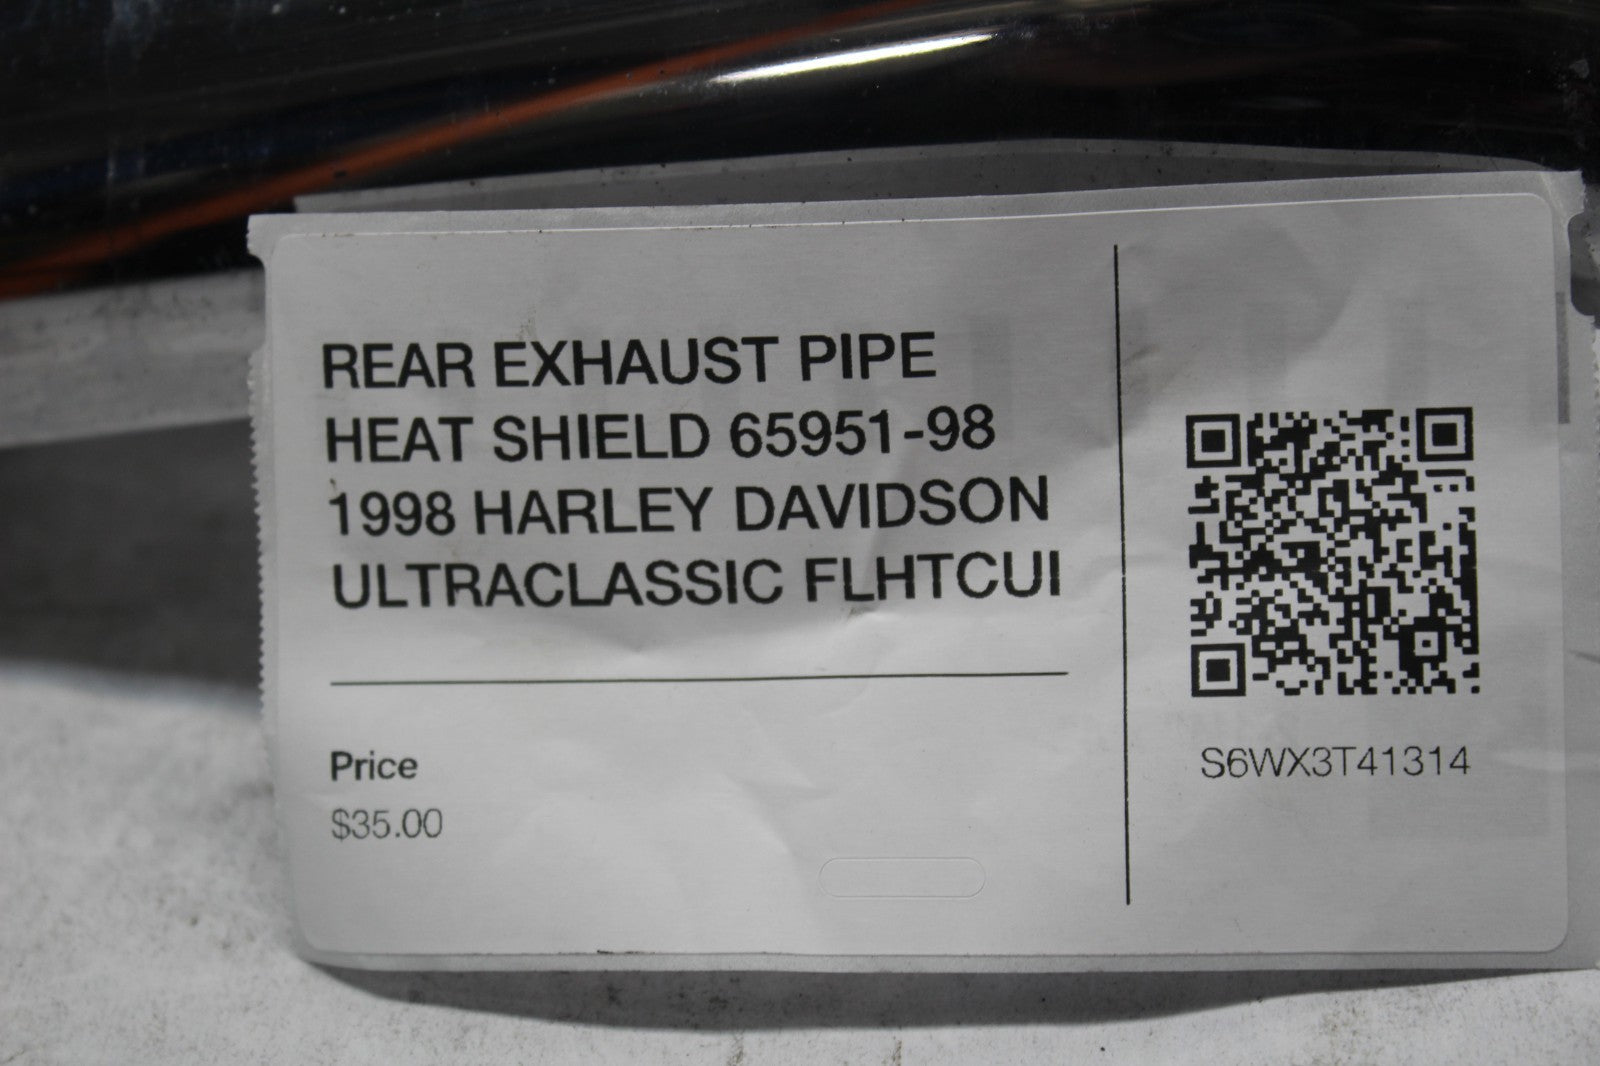 REAR EXHAUST PIPE
HEAT SHIELD 65951-98
1998 HARLEY DAVIDSON
ULTRACLASSIC FLHTCUI
Price
$35.00
S6WX3T41314